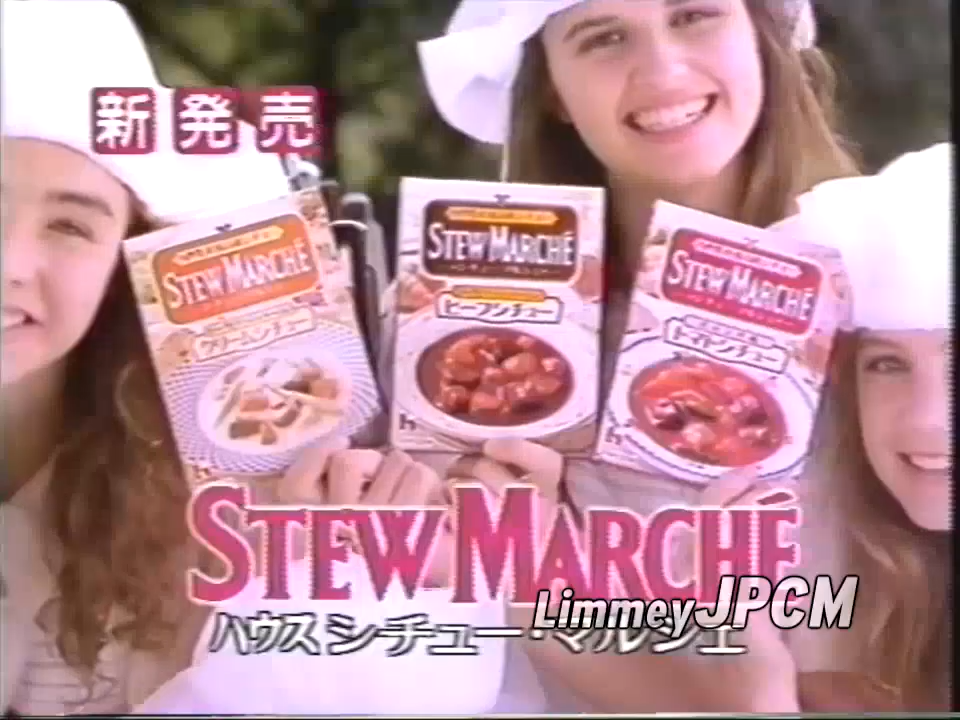 新発売
STEW MARCHÉ
クリームシチュー
STEW MARCHÉ
ビーフシチュー
STEW MARCHÉ
トマトシチュー
STEW MARCHÉ
ハウスシチュー・マルシェ
LimmeyJPCM